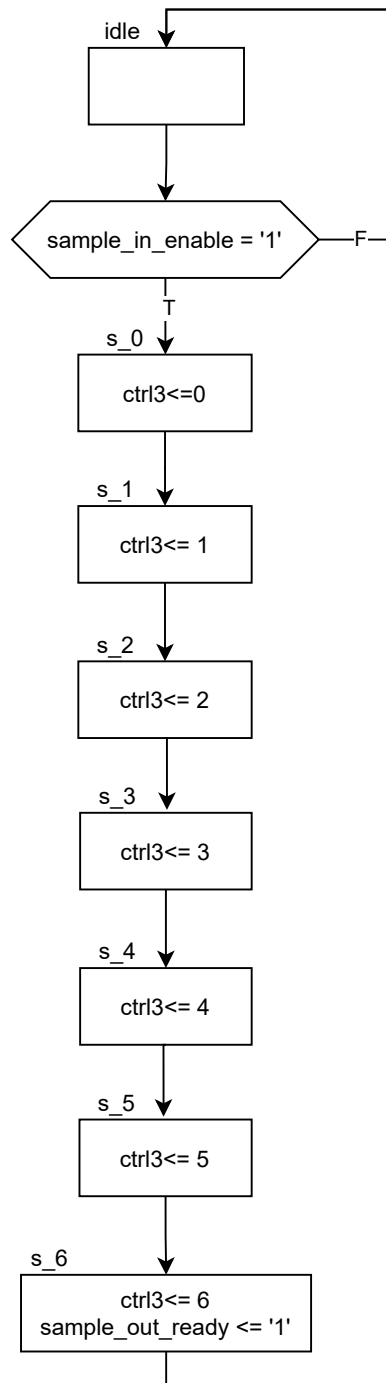 idle
sample_in_enable = '1'
F
T
s_0
ctrl3<=0
s_1
ctrl3<= 1
s_2
ctrl3<= 2
s_3
ctrl3<= 3
s_4
ctrl3<= 4
s_5
ctrl3<= 5
s_6
ctrl3<= 6
sample_out_ready <= '1'